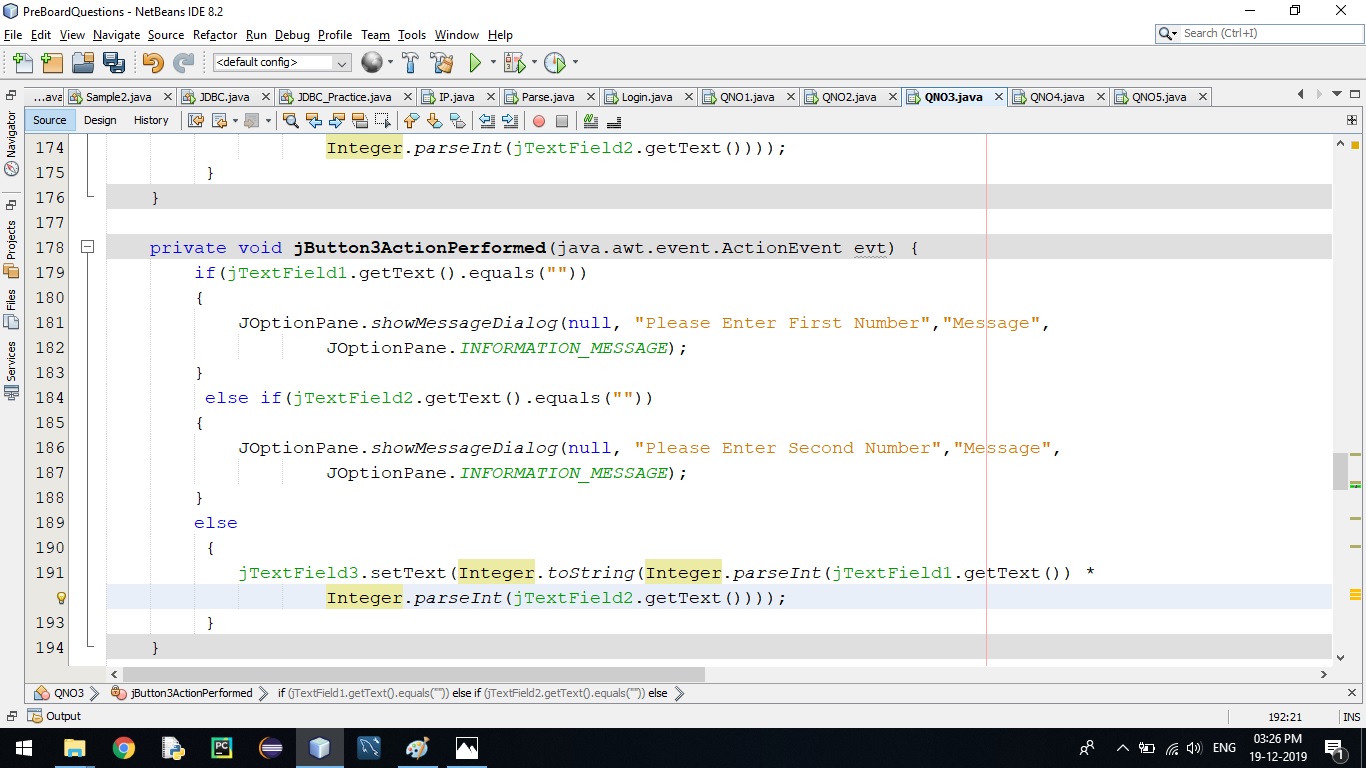 PreBoardQuestions - NetBeans IDE 8.2
File Edit View Navigate Source Refactor Run Debug Profile Team Tools Window Help
Search (Ctrl+I)
<default config>
...ava Sample2.java JDBC.java JDBC_Practice.java IP.java Parse.java Login.java QNO1.java QNO2.java QNO3.java QNO4.java QNO5.java
Source Design History
Navigator
Projects
Files
Services
174 Integer.parseInt(jTextField2.getText())));
175 }
176 }
177
178 private void jButton3ActionPerformed(java.awt.event.ActionEvent evt) {
179 if(jTextField1.getText().equals(""))
180 {
181 JOptionPane.showMessageDialog(null, "Please Enter First Number","Message",
182 JOptionPane.INFORMATION_MESSAGE);
183 }
184 else if(jTextField2.getText().equals(""))
185 {
186 JOptionPane.showMessageDialog(null, "Please Enter Second Number","Message",
187 JOptionPane.INFORMATION_MESSAGE);
188 }
189 else
190 {
191 jTextField3.setText(Integer.toString(Integer.parseInt(jTextField1.getText()) *
Integer.parseInt(jTextField2.getText())));
193 }
194 }
QNO3 jButton3ActionPerformed if (jTextField1.getText().equals("")) else if (jTextField2.getText().equals("")) else
Output
192:21 INS
PC
ENG
03:26 PM
19-12-2019
1